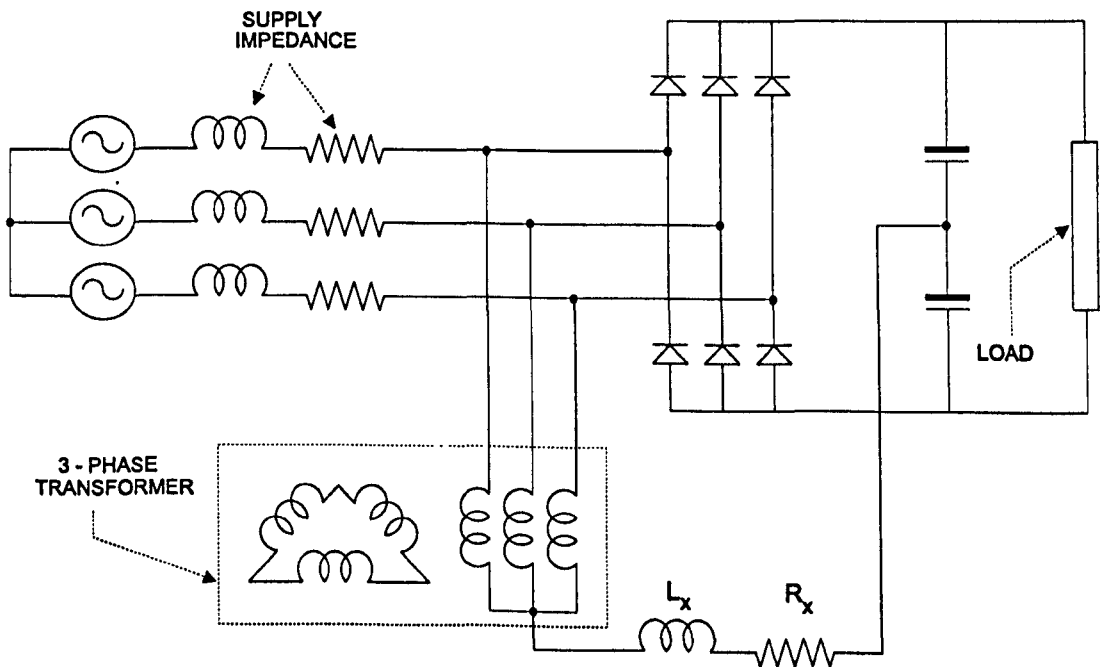 SUPPLY
IMPEDANCE
LOAD
3 - PHASE
TRANSFORMER
Lx
Rx